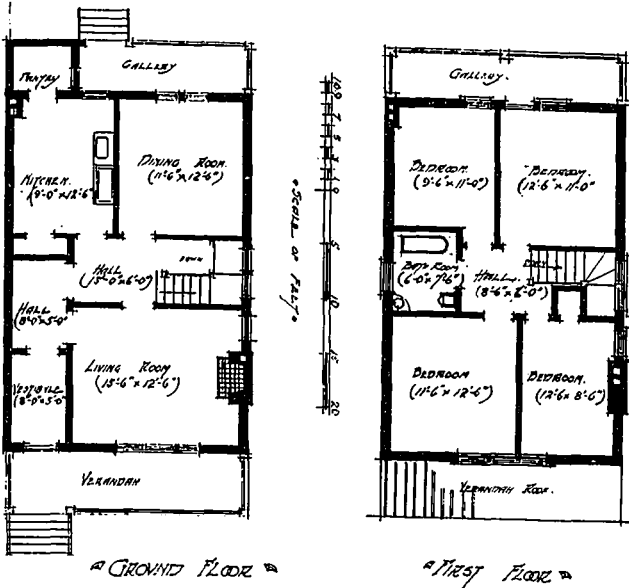 GALLERY
PANTRY
DINING ROOM.
(11'-6" x 12'-6")
KITCHEN.
(9'-0" x 12'-6")
DOWN
HALL
(15'-0" x 6'-0")
HALL
(8'-0" x 5'-0"
LIVING ROOM
(15'-6" x 12'-6")
VESTIBULE
(8'-0" x 5'-0")
VERANDAH
GROUND FLOOR
SCALE OF FEET
10
5
0
5
10
15
20
GALLERY.
BEDROOM
(9'-6" x 11'-0")
BEDROOM.
(12'-6 x 11'-0"
BATH ROOM
(6'-0" x 7'-6")
HALL.
(8'-6" x 6'-0")
BEDROOM
(11'-6" x 12'-6")
BEDROOM.
(12'-6 x 8'-6")
VERANDAH ROOF.
FIRST FLOOR